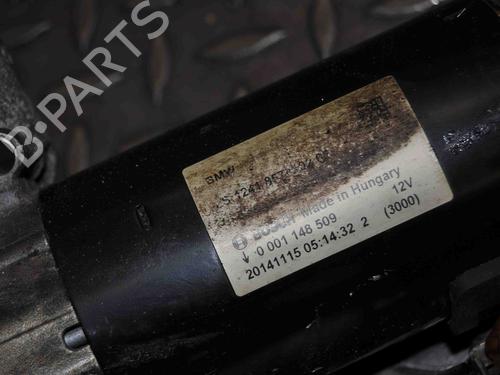 B-PARTS
BMW
BOSCH Made in Hungary
0 001 148 509 12V
20141115 05:14:32 2 (3000)